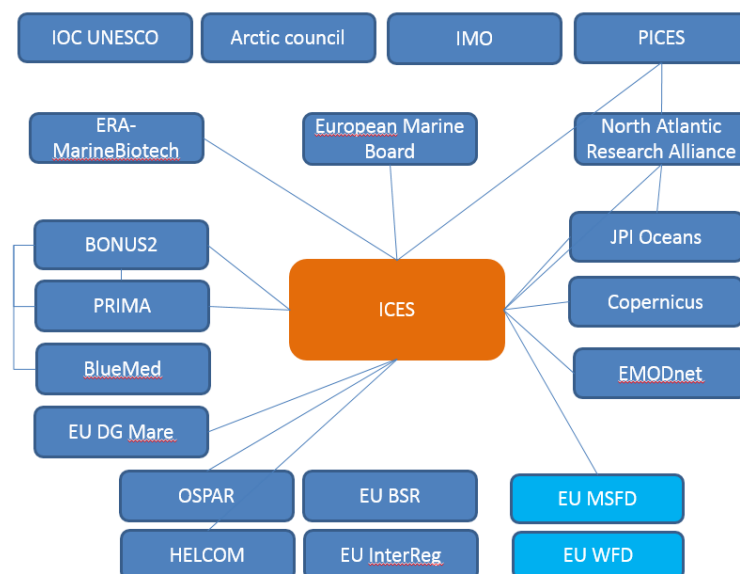 IOC UNESCO
Arctic council
IMO
PICES
ERA-
MarineBiotech
European Marine
Board
North Atlantic
Research Alliance
BONUS2
JPI Oceans
PRIMA
ICES
Copernicus
BlueMed
EMODnet
EU DG Mare
OSPAR
EU BSR
EU MSFD
HELCOM
EU InterReg
EU WFD